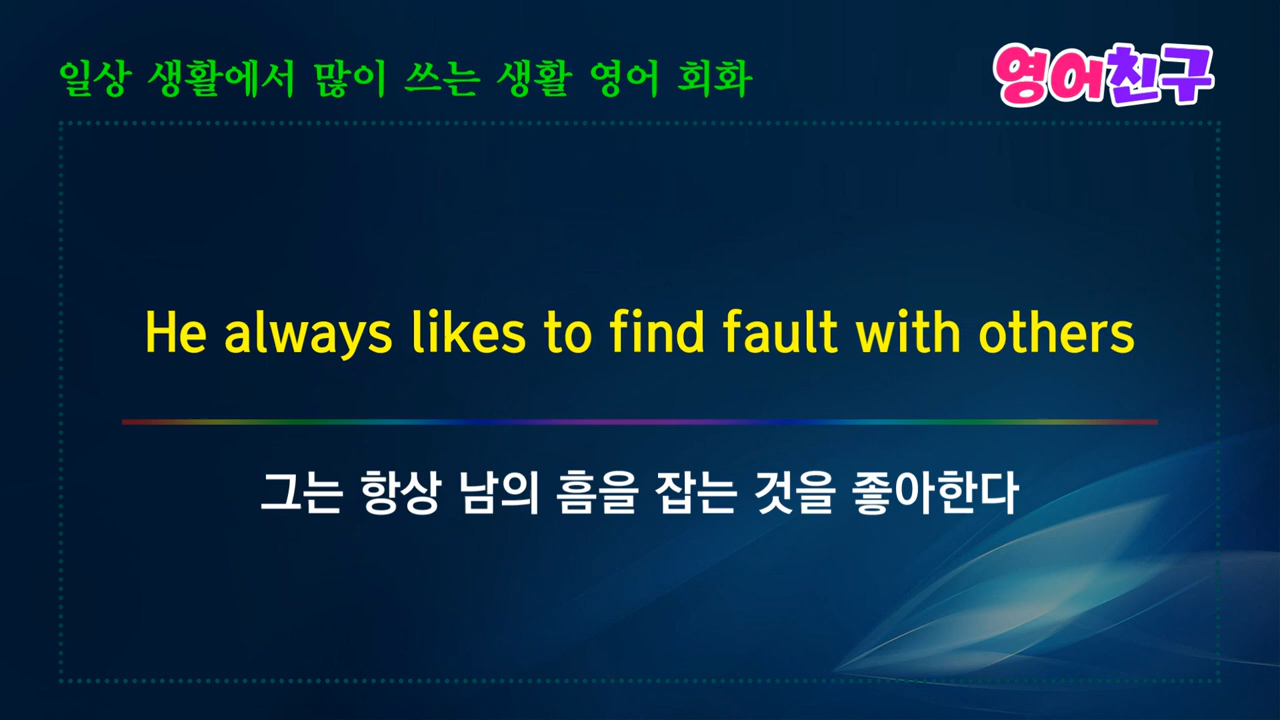 일상 생활에서 많이 쓰는 생활 영어 회화
영어친구
He always likes to find fault with others
그는 항상 남의 흠을 잡는 것을 좋아한다